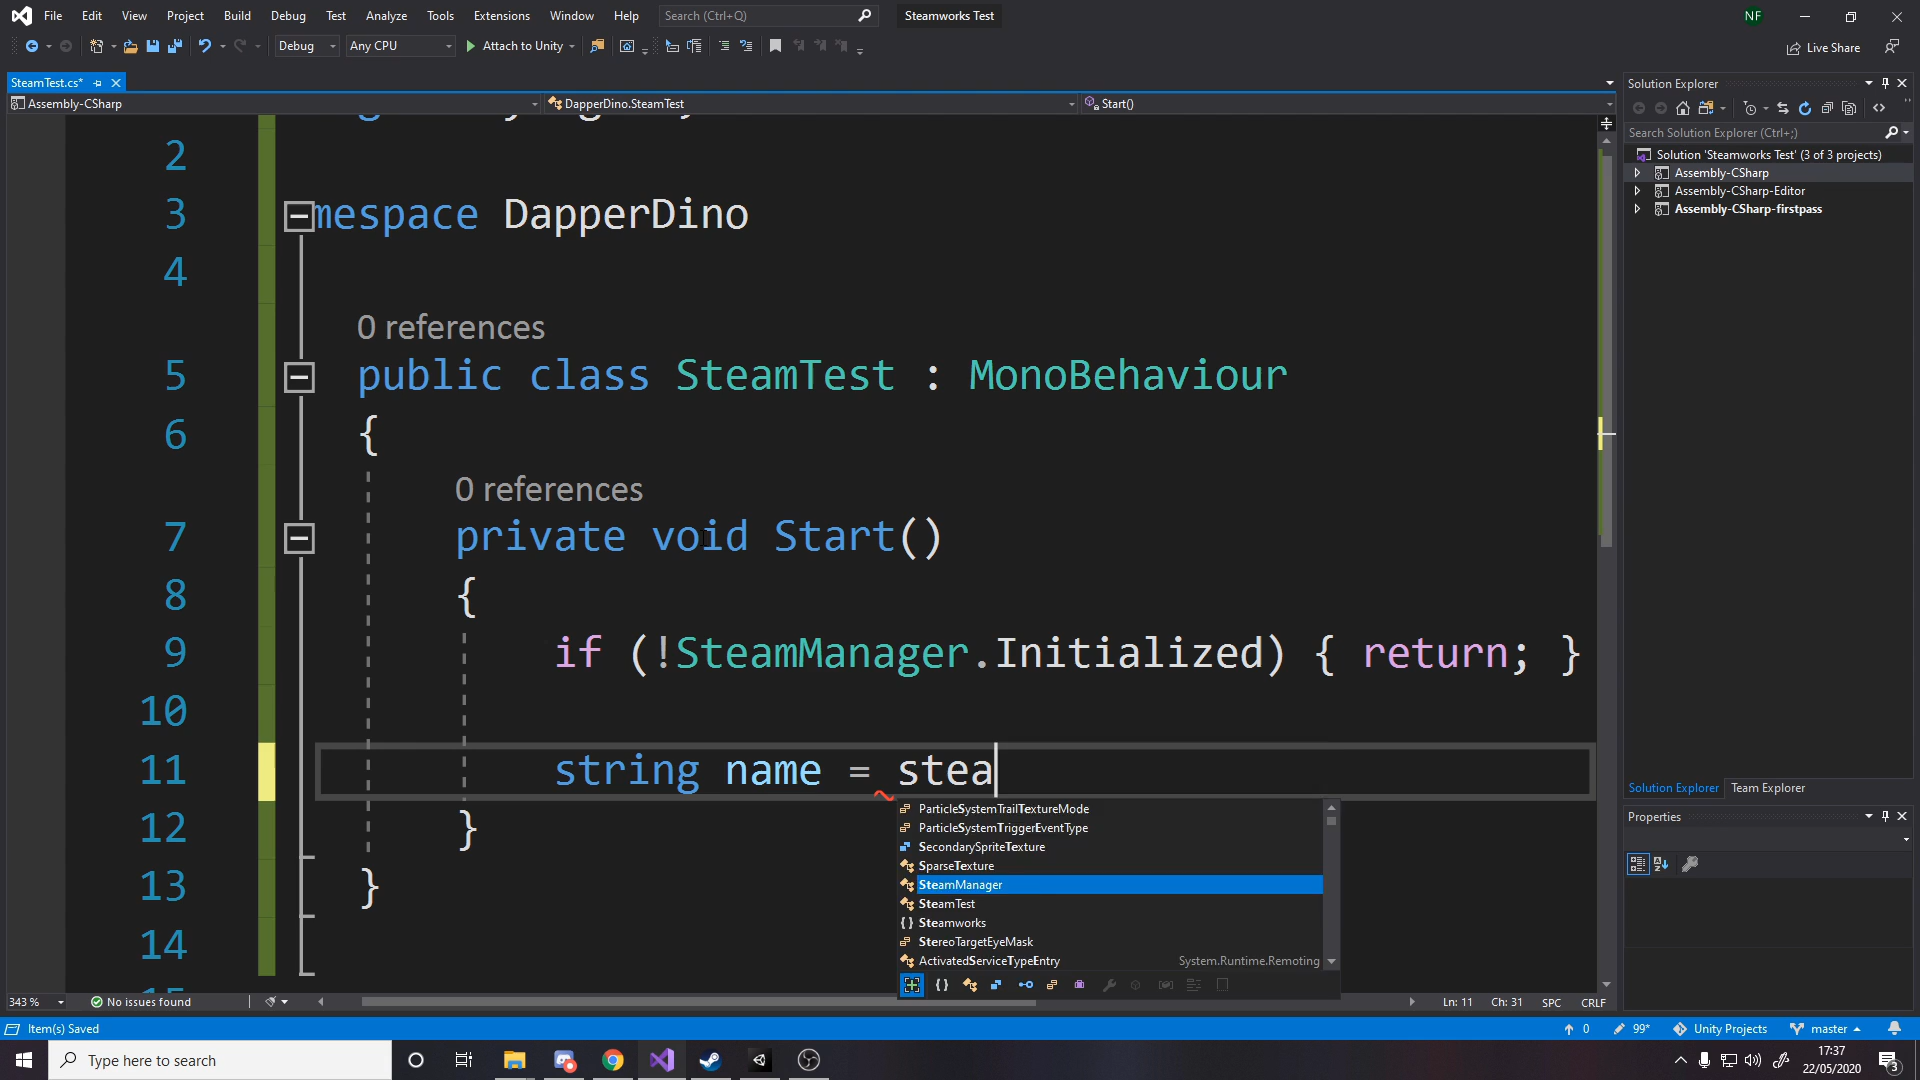 File Edit View Project Build Debug Test Analyze Tools Extensions Window Help Search (Ctrl+Q) Steamworks Test NF
Debug Any CPU Attach to Unity Live Share
SteamTest.cs*
Assembly-CSharp DapperDino.SteamTest Start()
2
3 mespace DapperDino
4
0 references
5 public class SteamTest : MonoBehaviour
6 {
0 references
7 private void Start()
8 {
9 if (!SteamManager.Initialized) { return; }
10
11 string name = stea
12 }
13 }
14
ParticleSystemTrailTextureMode
ParticleSystemTriggerEventType
SecondarySpriteTexture
SparseTexture
SteamManager
SteamTest
{} Steamworks
StereoTargetEyeMask
ActivatedServiceTypeEntry System.Runtime.Remoting
343 % No issues found Ln: 11 Ch: 31 SPC CRLF
Solution Explorer
Search Solution Explorer (Ctrl+;)
Solution 'Steamworks Test' (3 of 3 projects)
Assembly-CSharp
Assembly-CSharp-Editor
Assembly-CSharp-firstpass
Solution Explorer Team Explorer
Properties
Item(s) Saved 0 99* Unity Projects master
Type here to search
17:37
22/05/2020
3